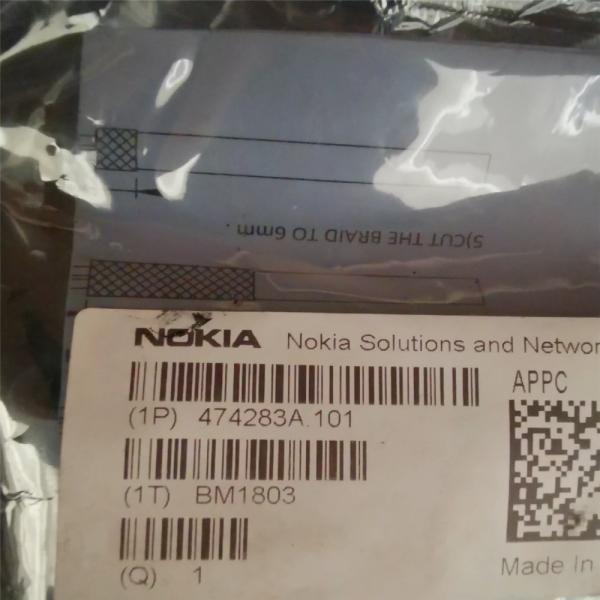 5)CUT THE BRAID TO 6mm .
NOKIA Nokia Solutions and Networ
APPC
(1P) 474283A.101
(1T) BM1803
(Q) 1
Made In